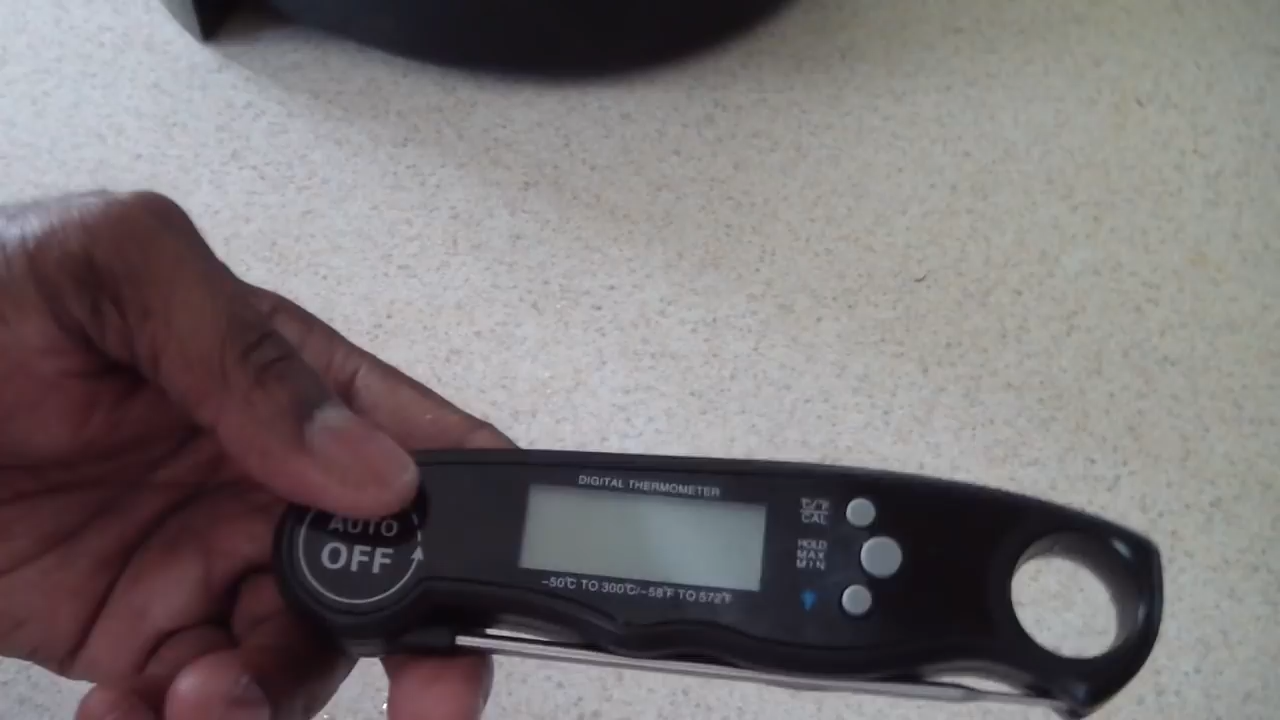 AUTO
OFF
DIGITAL THERMOMETER
-50°C TO 300°C/-58°F TO 572°F
°C/°F
CAL
HOLD
MAX
MIN